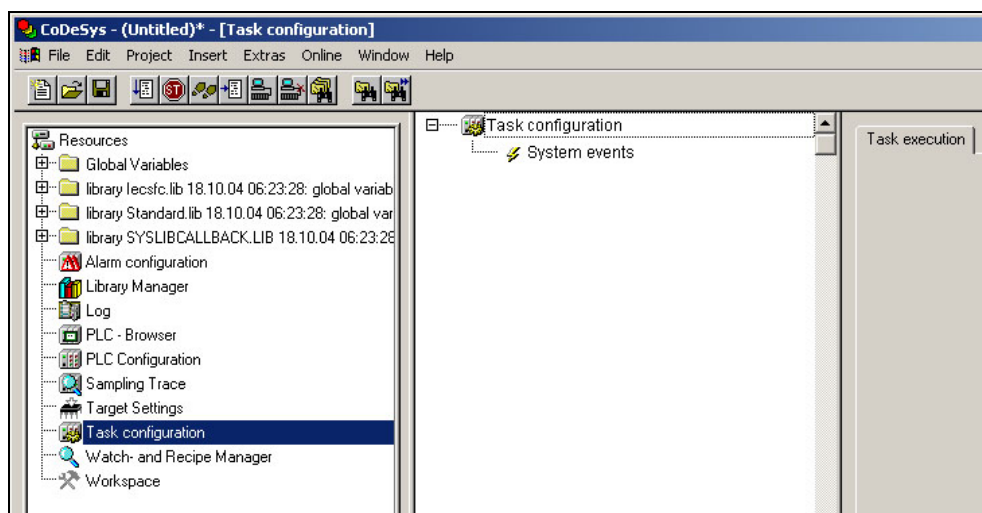 CoDeSys - (Untitled)* - [Task configuration]
File Edit Project Insert Extras Online Window Help
Resources
Global Variables
library Iecsfc.lib 18.10.04 06:23:28: global variab
library Standard.lib 18.10.04 06:23:28: global var
library SYSLIBCALLBACK.LIB 18.10.04 06:23:28
Alarm configuration
Library Manager
Log
PLC - Browser
PLC Configuration
Sampling Trace
Target Settings
Task configuration
Watch- and Recipe Manager
Workspace
Task configuration
System events
Task execution